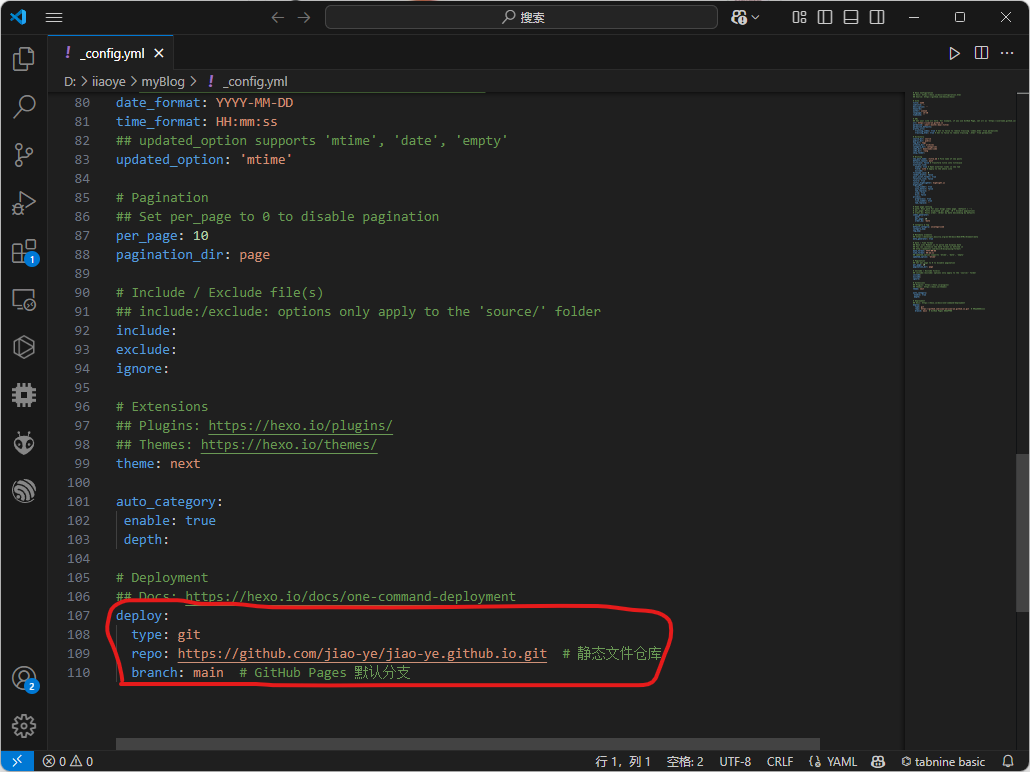 搜索
! _config.yml
D: > iiaoye > myBlog > ! _config.yml
80 date_format: YYYY-MM-DD
81 time_format: HH:mm:ss
82 ## updated_option supports 'mtime', 'date', 'empty'
83 updated_option: 'mtime'
84
85 # Pagination
86 ## Set per_page to 0 to disable pagination
87 per_page: 10
88 pagination_dir: page
89
90 # Include / Exclude file(s)
91 ## include:/exclude: options only apply to the 'source/' folder
92 include:
93 exclude:
94 ignore:
95
96 # Extensions
97 ## Plugins: https://hexo.io/plugins/
98 ## Themes: https://hexo.io/themes/
99 theme: next
100
101 auto_category:
102 enable: true
103 depth:
104
105 # Deployment
106 ## Docs: https://hexo.io/docs/one-command-deployment
107 deploy:
108 type: git
109 repo: https://github.com/jiao-ye/jiao-ye.github.io.git # 静态文件仓库
110 branch: main # GitHub Pages 默认分支
1
2
0 0 行 1，列 1 空格: 2 UTF-8 CRLF {} YAML tabnine basic